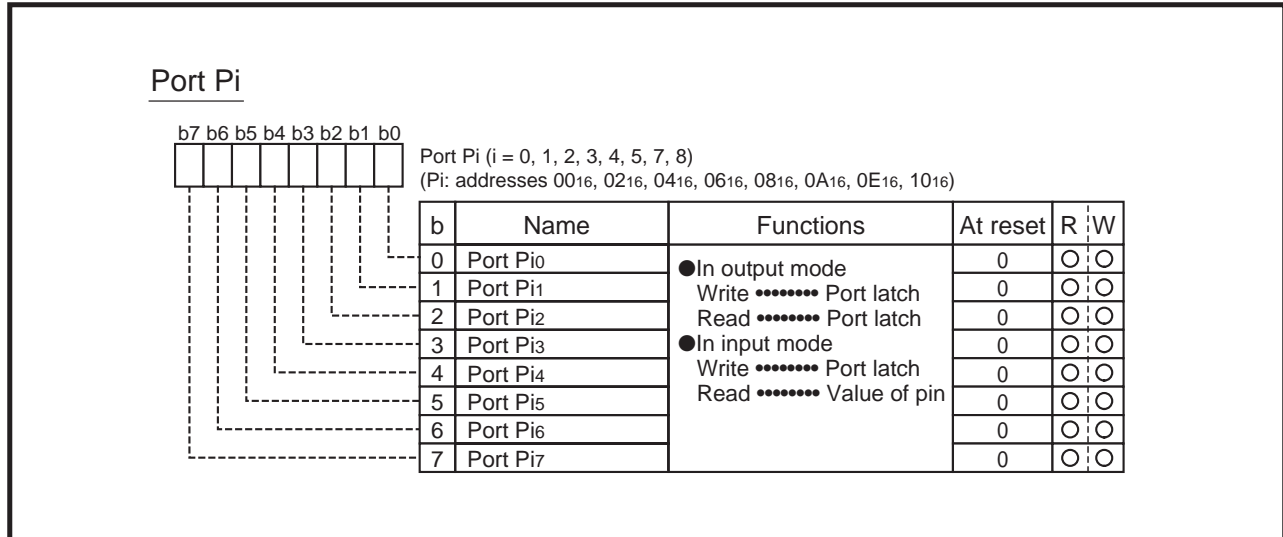 Port Pi
b7 b6 b5 b4 b3 b2 b1 b0
Port Pi (i = 0, 1, 2, 3, 4, 5, 7, 8)
(Pi: addresses 0016, 0216, 0416, 0616, 0816, 0A16, 0E16, 1016)
b Name Functions At reset R W
0 Port Pi0 0 ○ ○
1 Port Pi1 0 ○ ○
2 Port Pi2 0 ○ ○
3 Port Pi3 0 ○ ○
4 Port Pi4 0 ○ ○
5 Port Pi5 0 ○ ○
6 Port Pi6 0 ○ ○
7 Port Pi7 0 ○ ○
●In output mode
Write •••••••• Port latch
Read •••••••• Port latch
●In input mode
Write •••••••• Port latch
Read •••••••• Value of pin